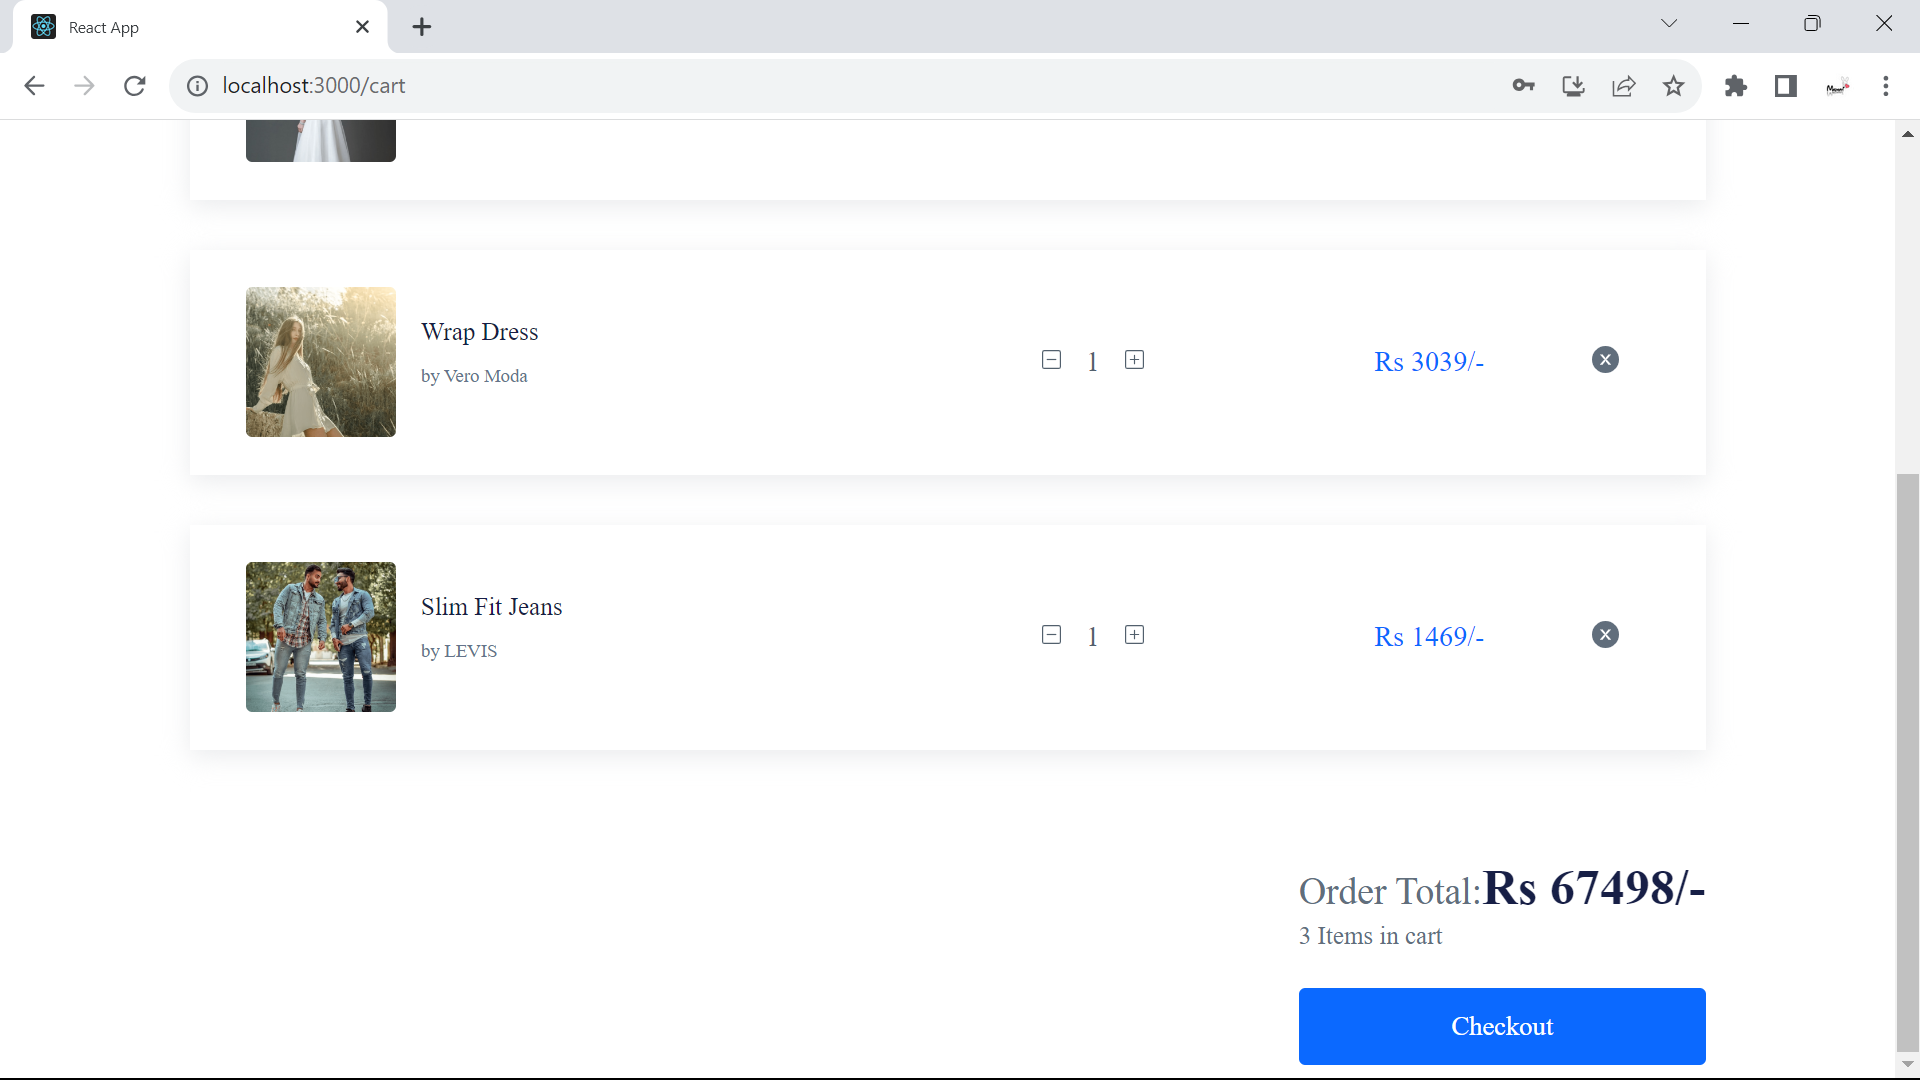 React App
localhost:3000/cart
Wrap Dress
by Vero Moda
1
Rs 3039/-
Slim Fit Jeans
by LEVIS
1
Rs 1469/-
Order Total:Rs 67498/-
3 Items in cart
Checkout